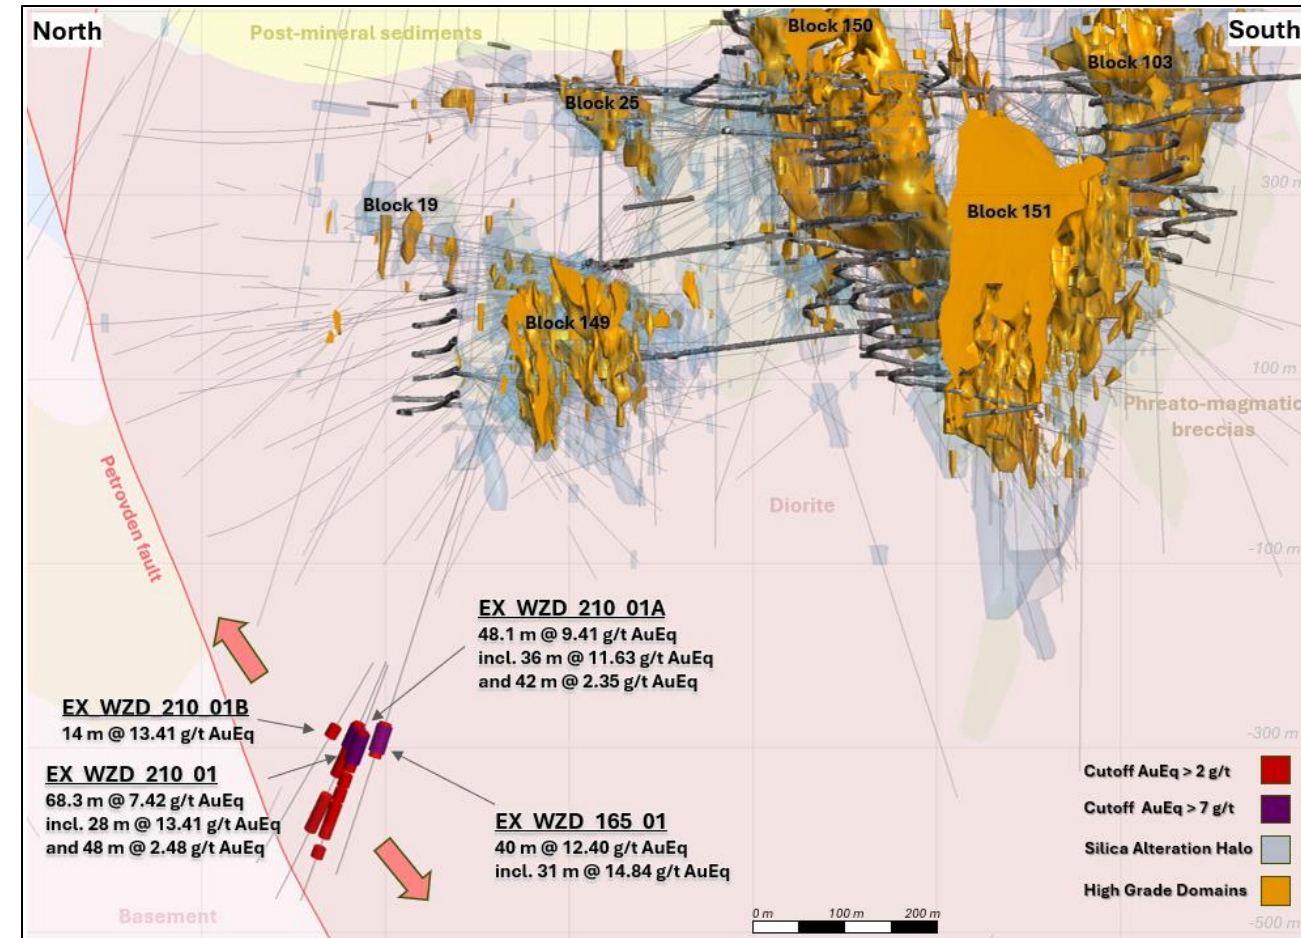 North
South
Post-mineral sediments
Block 150
Block 103
Block 25
300 m
Block 19
Block 151
Block 149
100 m
Phreato-magmatic
breccias
Petrovden fault
Diorite
-100 m
EX_WZD_210_01A
48.1 m @ 9.41 g/t AuEq
incl. 36 m @ 11.63 g/t AuEq
and 42 m @ 2.35 g/t AuEq
EX_WZD_210_01B
14 m @ 13.41 g/t AuEq
-300 m
EX_WZD_210_01
68.3 m @ 7.42 g/t AuEq
incl. 28 m @ 13.41 g/t AuEq
and 48 m @ 2.48 g/t AuEq
EX_WZD_165_01
40 m @ 12.40 g/t AuEq
incl. 31 m @ 14.84 g/t AuEq
Cutoff AuEq > 2 g/t
Cutoff AuEq > 7 g/t
Silica Alteration Halo
High Grade Domains
Basement
0 m 100 m 200 m
-500 m